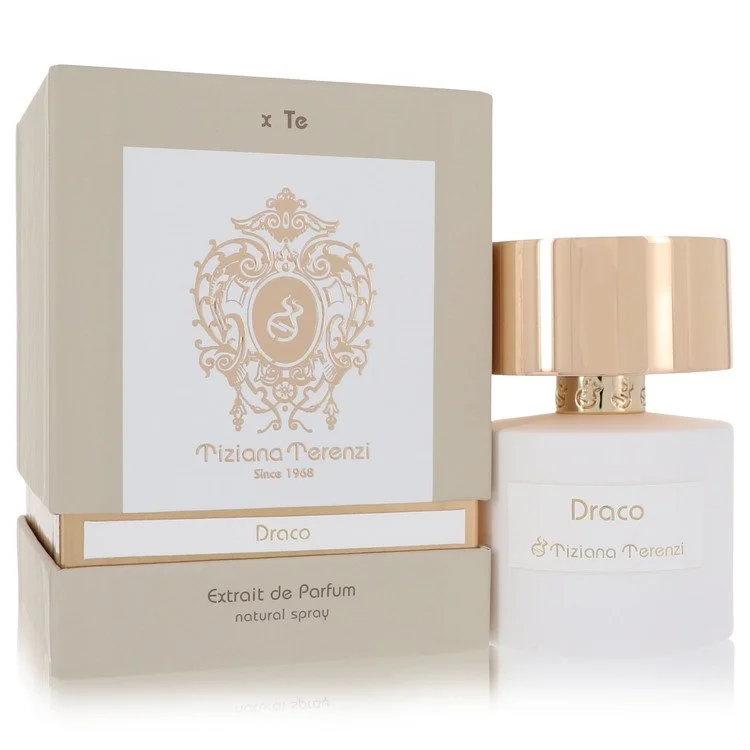 x Te
Tiziana Terenzi
Since 1968
Draco
Extrait de Parfum
natural spray
Draco
Tiziana Terenzi